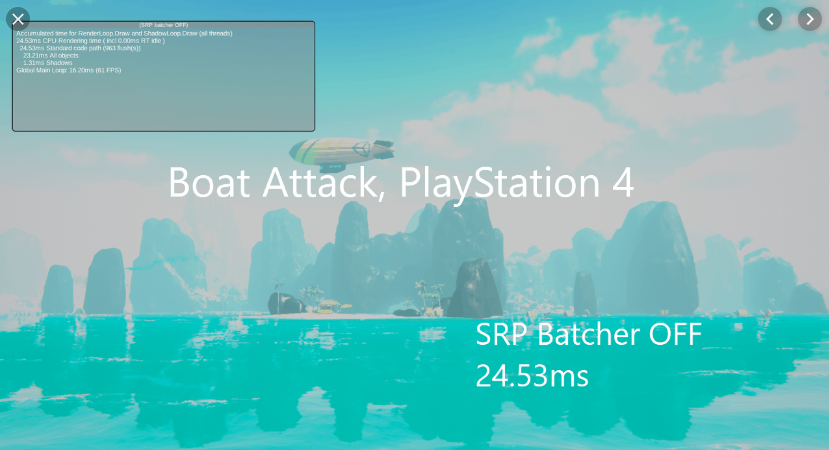 (SRP batcher OFF)
Accumulated time for RenderLoop.Draw and ShadowLoop.Draw (all threads)
24.53ms CPU Rendering time ( incl 0.00ms RT idle )
24.53ms Standard code path (963 flush(s))
23.21ms All objects
1.31ms Shadows
Global Main Loop: 16.20ms (61 FPS)
Boat Attack, PlayStation 4
SRP Batcher OFF
24.53ms